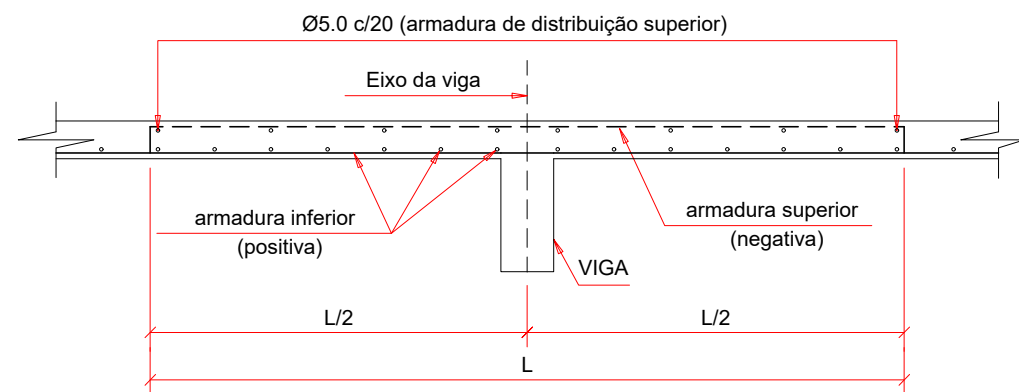 Ø5.0 c/20 (armadura de distribuição superior)
Eixo da viga
armadura inferior
(positiva)
armadura superior
(negativa)
VIGA
L/2
L/2
L